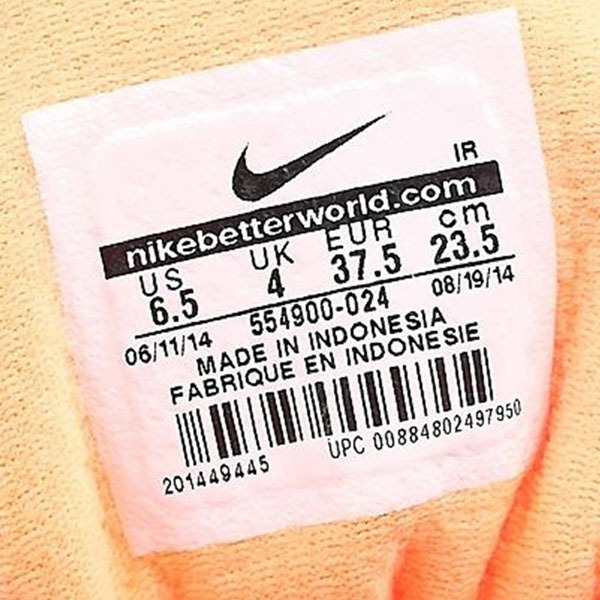 IR
nikebetterworld.com
US UK EUR cm
6.5 4 37.5 23.5
06/11/14 554900-024 08/19/14
MADE IN INDONESIA
FABRIQUE EN INDONESIE
201449445 UPC 00884802497950